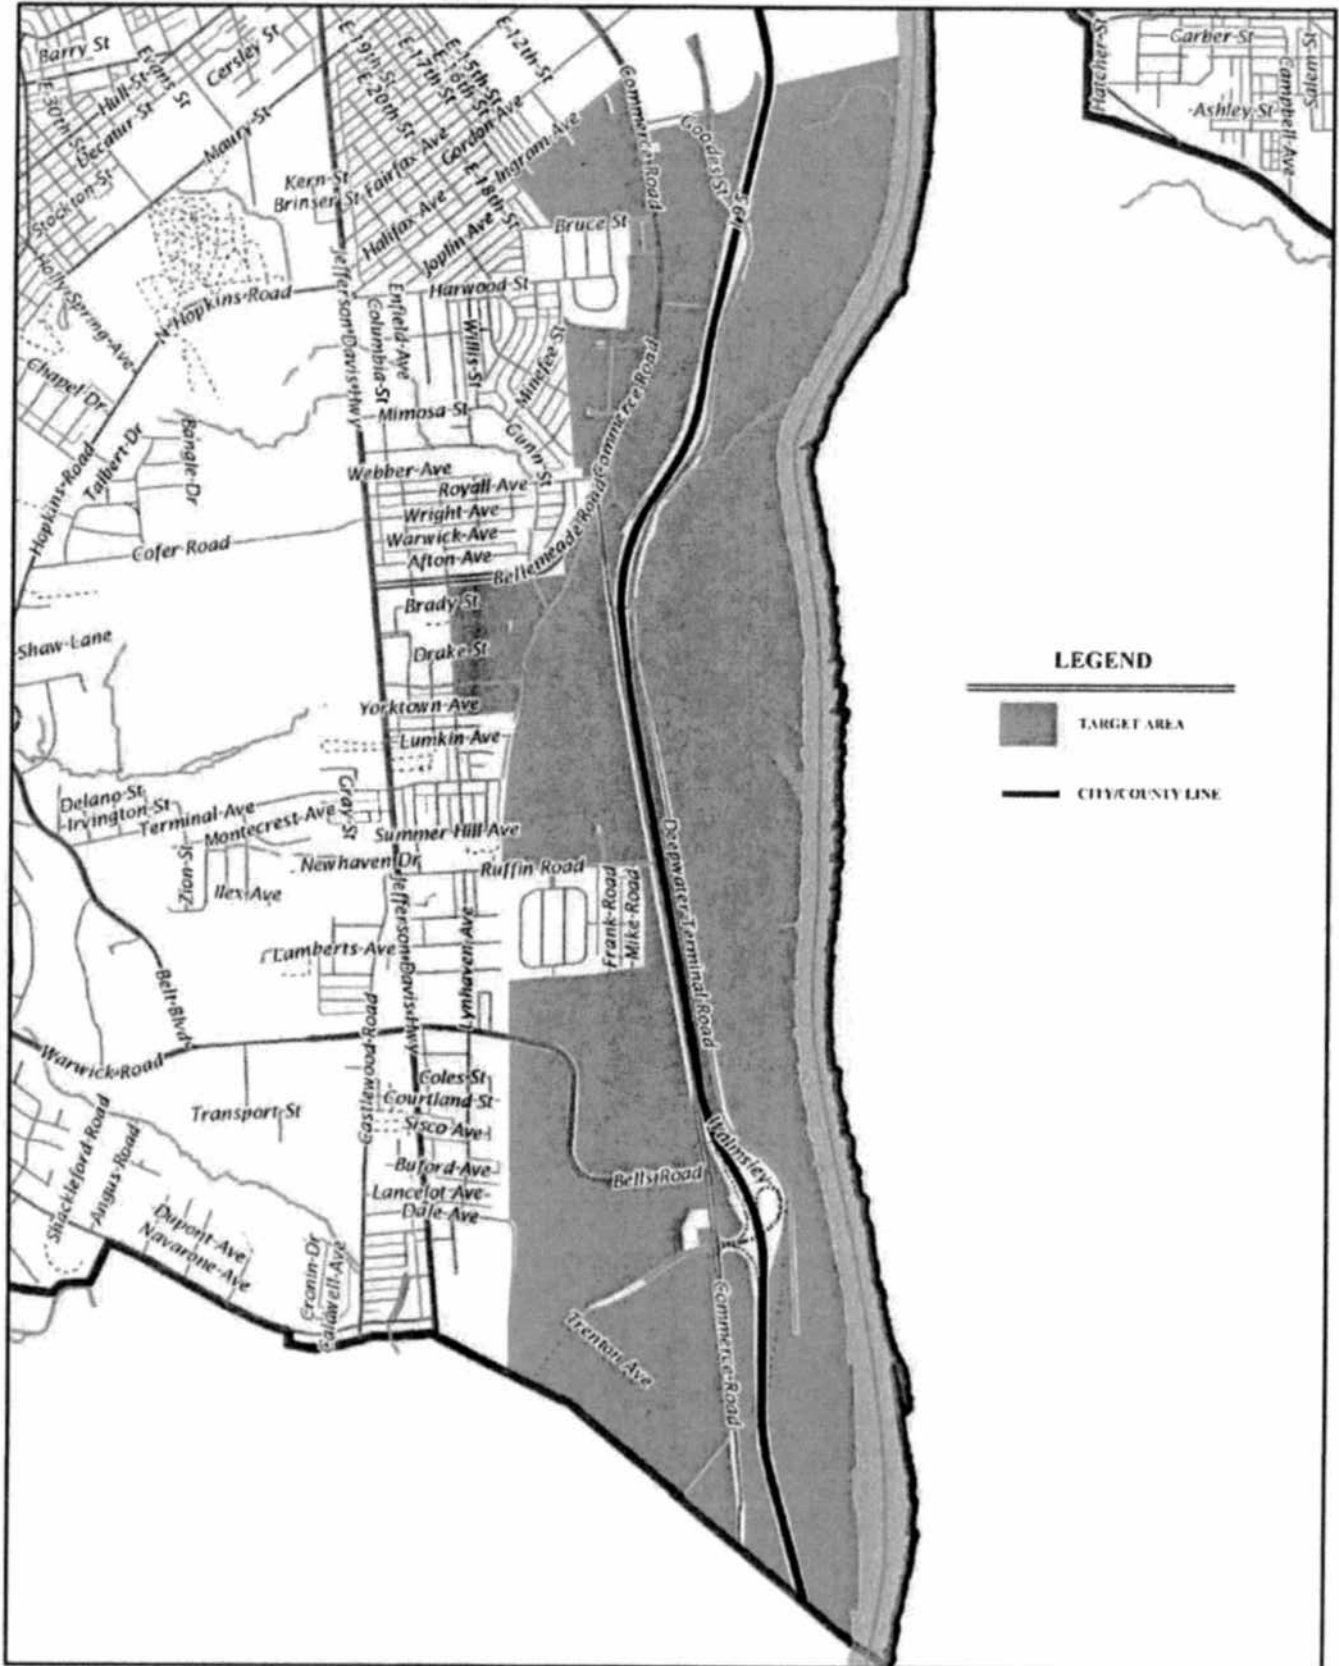 Barry St
Evans St
Cersley St
E 19th St
E 20th St
E 17th St
E 16th St
E 15th St
E-12th-St
Commerce Road
Goodes St
Hatcher-St
Garber-St
Salem-St
Campbell-Ave
Ashley St
E 30th
Hull-St
Decatur St
Maury-St
Stockton-St
Gordon-Ave
Ingram-Ave
Fairfax-Ave
Kern-St
Brinser-St
Halifax Ave
E-18th-St
Joplin Ave
Bruce St
Harwood-St
Holly-Spring-Ave
N-Hopkins-Road
Jefferson-Davis-Hwy
Columbia-St
Enfield-Ave
Willis-St
Minefee St
Commerce Road
Chapel Dr
Mimosa-St
Gunn-St
Hopkins-Road
Talbert-Dr
Bangle-Dr
Webber-Ave
Royall-Ave
Wright-Ave
Warwick-Ave
Afton-Ave
Cofer-Road
Bellemeade Road
Brady-St
Shaw-Lane
Drake-St
Yorktown-Ave
Lumkin-Ave
LEGEND
TARGET AREA
CITY/COUNTY LINE
Delano-St
Irvington-St
Terminal-Ave
Montecrest-Ave
Gray-St
Summer Hill Ave
Newhaven-Dr
Ruffin-Road
Zion-St
Ilex-Ave
Jefferson-Davis-Hwy
Lynhaven-Ave
Frank-Road
Mike-Road
Deepwater-Terminal-Road
Lamberts-Ave
Belt-Blvd
Warwick-Road
Castlewood-Road
Transport-St
Coles-St
Courtland-St
Sisco-Ave
Buford-Ave
Lancelot-Ave
Dale-Ave
Walmsley
Bells-Road
Shackleford-Road
Angus-Road
Dupont-Ave
Navarone-Ave
Cronin-Dr
Caldwell-Ave
Trenton Ave
Commerce-Road